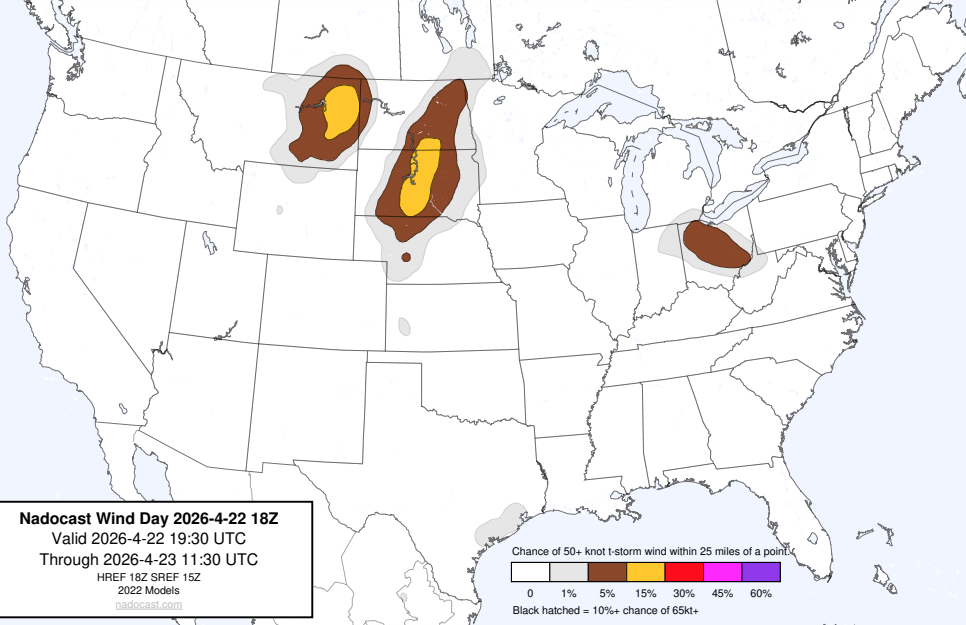 Nadocast Wind Day 2026-4-22 18Z
Valid 2026-4-22 19:30 UTC
Through 2026-4-23 11:30 UTC
HREF 18Z SREF 15Z
2022 Models
nadocast.com
Chance of 50+ knot t-storm wind within 25 miles of a point.
0 1% 5% 15% 30% 45% 60%
Black hatched = 10%+ chance of 65kt+